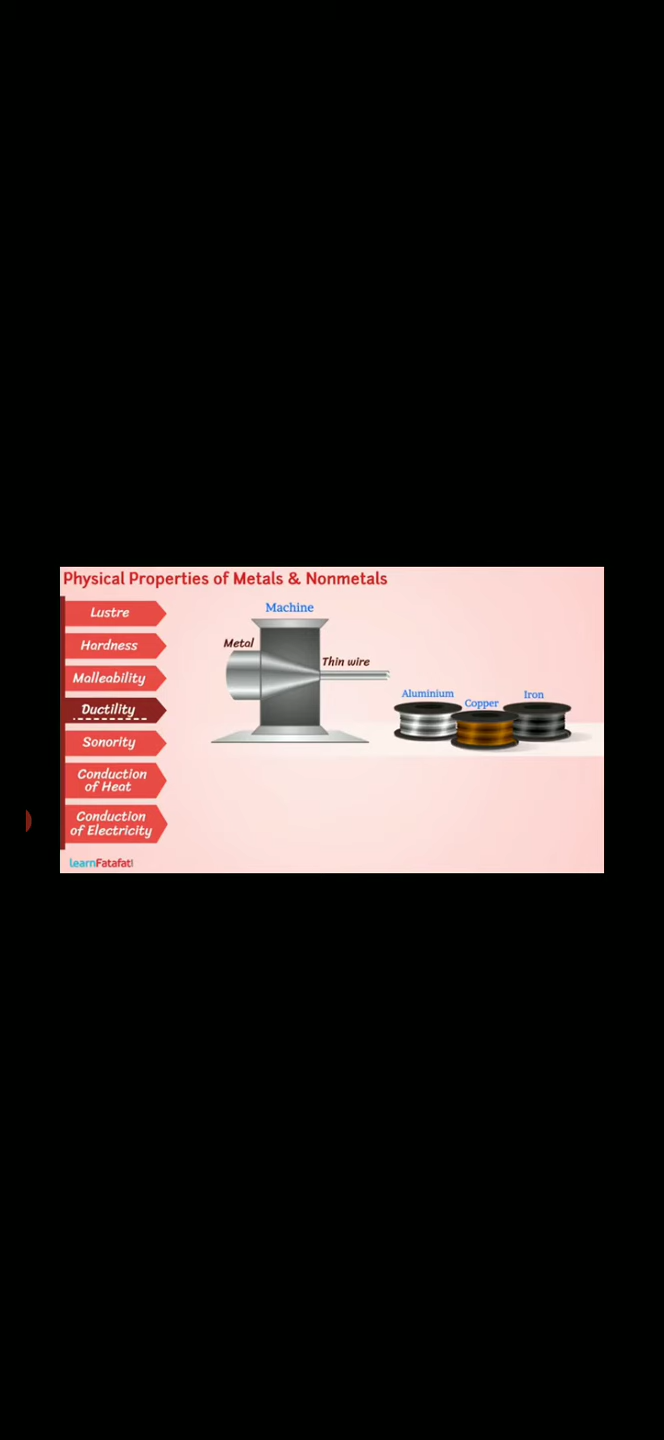 Physical Properties of Metals & Nonmetals
Lustre
Hardness
Malleability
Ductility
Sonority
Conduction
of Heat
Conduction
of Electricity
Machine
Metal
Thin wire
Aluminium
Copper
Iron
learnFatafat